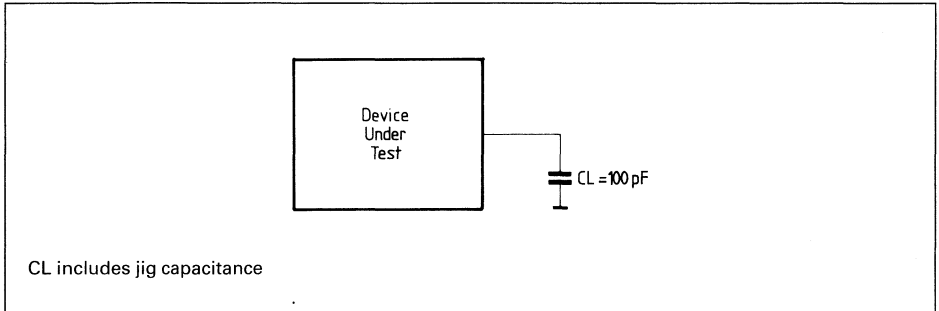 Device
Under
Test
CL =100 pF
CL includes jig capacitance